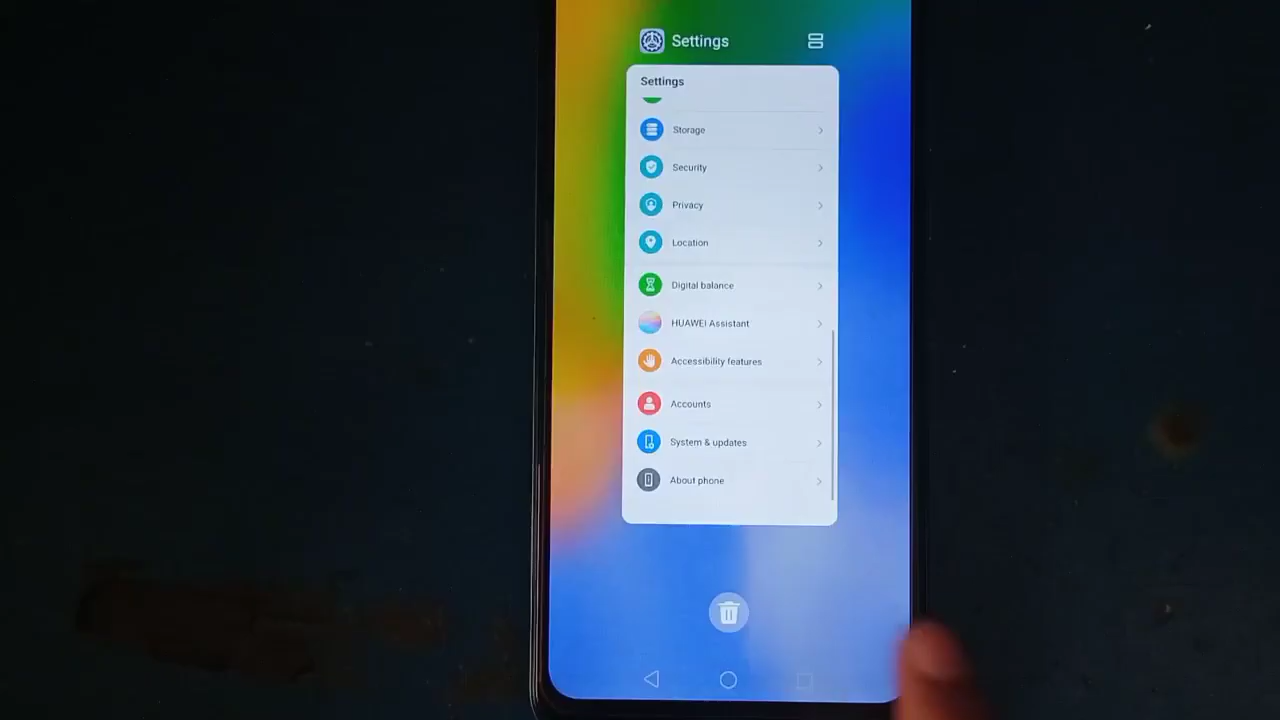 Settings
Settings
Storage
Security
Privacy
Location
Digital balance
HUAWEI Assistant
Accessibility features
Accounts
System & updates
About phone